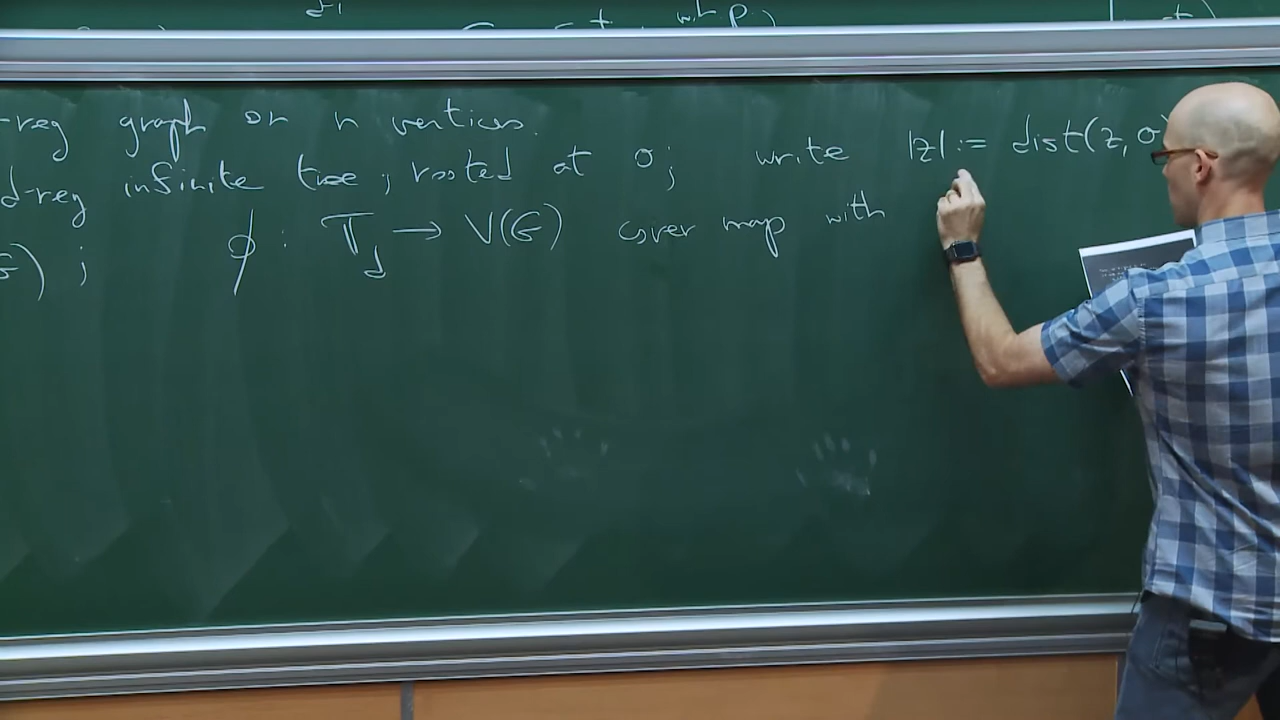 w.h.p.)
-reg graph on n vertices.
d-reg infinite tree; rooted at o; write |z| := dist(z, o
G); φ : T_d → V(G) cover map with